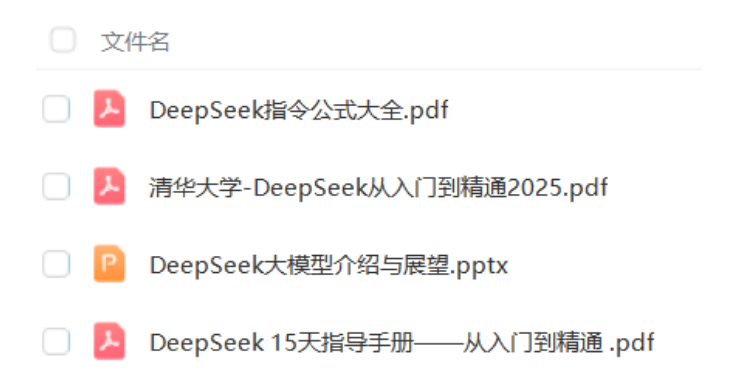 文件名
DeepSeek指令公式大全.pdf
清华大学-DeepSeek从入门到精通2025.pdf
P DeepSeek大模型介绍与展望.pptx
DeepSeek 15天指导手册——从入门到精通 .pdf